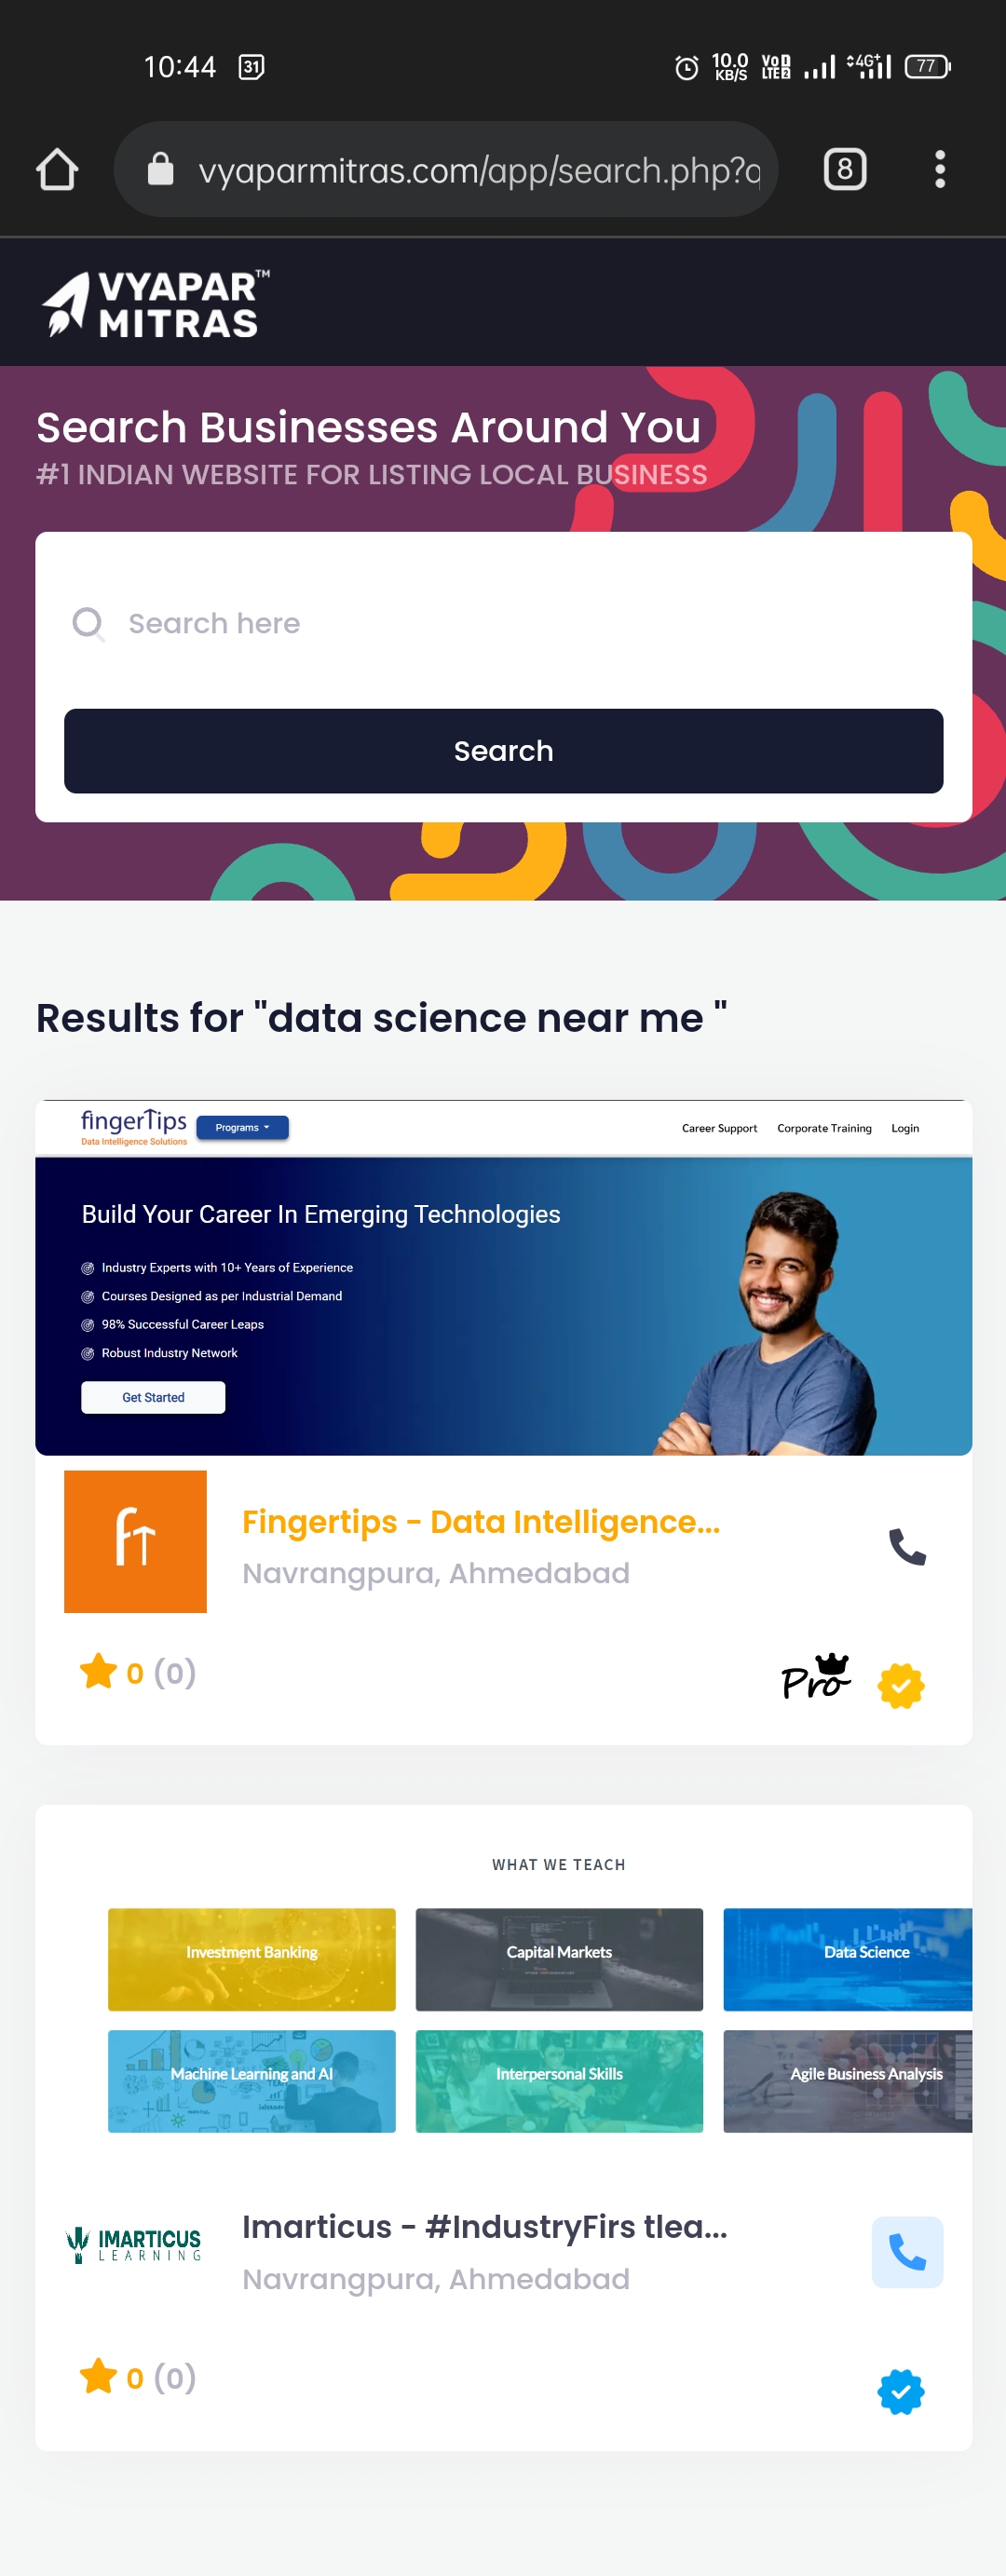 10:44 31 10.0 KB/S Vo 1 LTE 2 4G+ 77
vyaparmitras.com/app/search.php?q 8
VYAPAR™
MITRAS
Search Businesses Around You
#1 INDIAN WEBSITE FOR LISTING LOCAL BUSINESS
Search here
Search
Results for "data science near me "
fingerTips Programs Career Support Corporate Training Login
Data Intelligence Solutions
Build Your Career In Emerging Technologies
Industry Experts with 10+ Years of Experience
Courses Designed as per Industrial Demand
98% Successful Career Leaps
Robust Industry Network
Get Started
fT
Fingertips - Data Intelligence...
Navrangpura, Ahmedabad
0 (0)
Pro
WHAT WE TEACH
Investment Banking Capital Markets Data Science
Machine Learning and AI Interpersonal Skills Agile Business Analysis
IMARTICUS
LEARNING
Imarticus - #IndustryFirs tlea...
Navrangpura, Ahmedabad
0 (0)